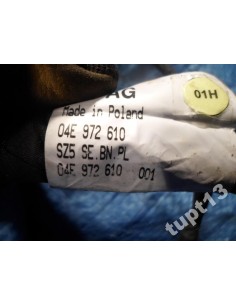 AG
01H
Made in Poland
04E 972 610
SZ5 SE.BN.PL
04E 972 610 001
tupt13